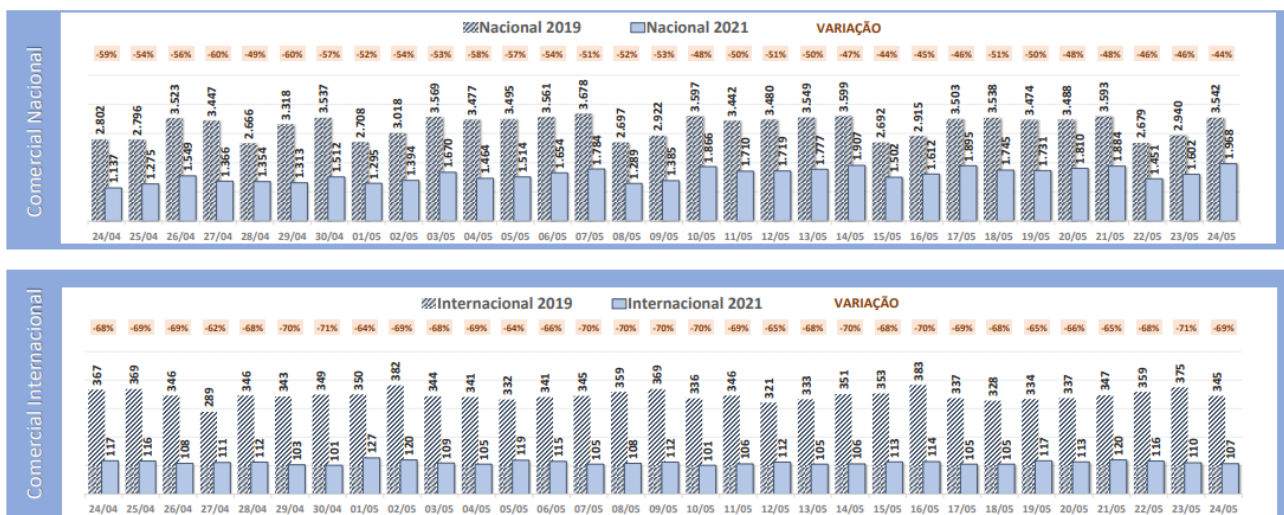 Comercial Nacional
Nacional 2019 Nacional 2021 VARIAÇÃO
-59% -54% -56% -60% -49% -60% -57% -52% -54% -53% -58% -57% -54% -51% -52% -53% -48% -50% -51% -50% -47% -44% -45% -46% -51% -50% -48% -48% -46% -46% -44%
2.802 2.796 3.523 3.447 2.666 3.318 3.537 2.708 3.018 3.569 3.477 3.495 3.561 3.678 2.697 2.922 3.597 3.442 3.480 3.549 3.599 2.692 2.915 3.503 3.538 3.474 3.488 3.593 2.679 2.940 3.542
1.137 1.275 1.549 1.366 1.354 1.313 1.512 1.295 1.394 1.670 1.464 1.514 1.654 1.784 1.289 1.385 1.866 1.710 1.719 1.777 1.907 1.502 1.612 1.895 1.745 1.731 1.810 1.884 1.451 1.602 1.968
24/04 25/04 26/04 27/04 28/04 29/04 30/04 01/05 02/05 03/05 04/05 05/05 06/05 07/05 08/05 09/05 10/05 11/05 12/05 13/05 14/05 15/05 16/05 17/05 18/05 19/05 20/05 21/05 22/05 23/05 24/05
Comercial Internacional
Internacional 2019 Internacional 2021 VARIAÇÃO
-68% -69% -69% -62% -68% -70% -71% -64% -69% -68% -69% -64% -66% -70% -70% -70% -70% -69% -65% -68% -70% -68% -70% -69% -68% -65% -66% -65% -68% -71% -69%
367 369 346 289 346 343 349 350 382 344 341 332 341 345 359 369 336 346 321 333 351 353 383 337 328 334 337 347 359 375 345
117 116 108 111 112 103 101 127 120 109 105 119 115 105 108 112 101 106 112 105 106 113 114 105 105 117 113 120 116 110 107
24/04 25/04 26/04 27/04 28/04 29/04 30/04 01/05 02/05 03/05 04/05 05/05 06/05 07/05 08/05 09/05 10/05 11/05 12/05 13/05 14/05 15/05 16/05 17/05 18/05 19/05 20/05 21/05 22/05 23/05 24/05